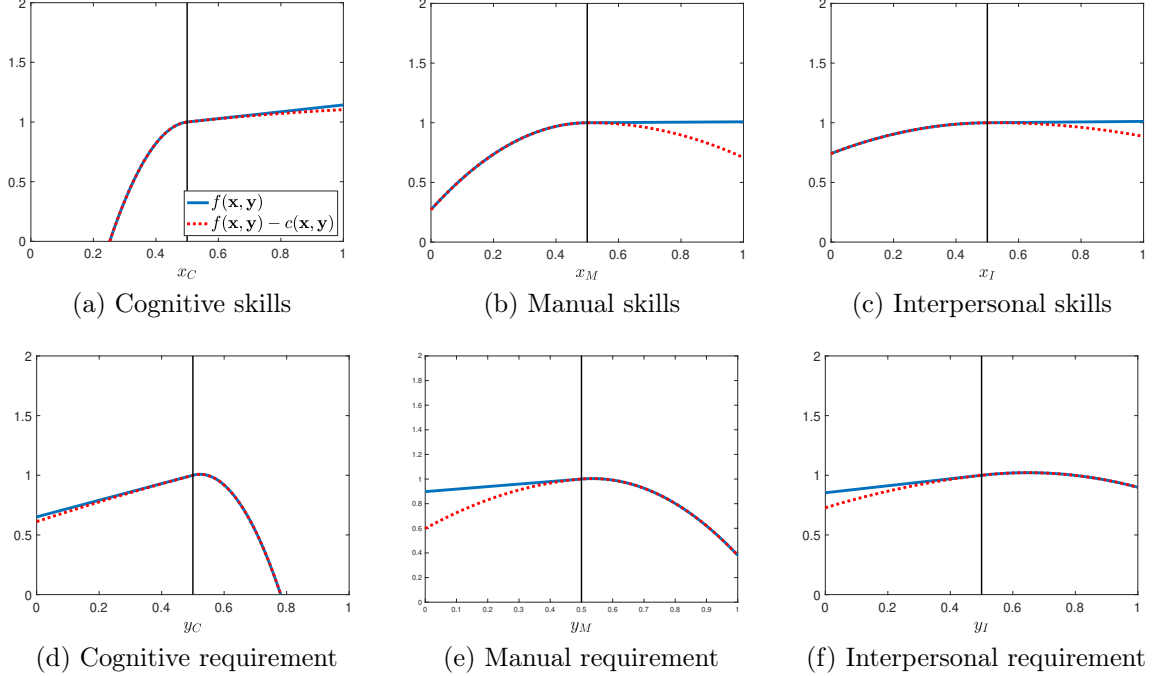 2
1.5
1
0.5
0
0 0.2 0.4 0.6 0.8 1
x_C
f(x, y)
f(x, y) − c(x, y)
(a) Cognitive skills
2
1.5
1
0.5
0
0 0.2 0.4 0.6 0.8 1
x_M
(b) Manual skills
2
1.5
1
0.5
0
0 0.2 0.4 0.6 0.8 1
x_I
(c) Interpersonal skills
2
1.5
1
0.5
0
0 0.2 0.4 0.6 0.8 1
y_C
(d) Cognitive requirement
2
1.8
1.6
1.4
1.2
1
0.8
0.6
0.4
0.2
0
0 0.1 0.2 0.3 0.4 0.5 0.6 0.7 0.8 0.9 1
y_M
(e) Manual requirement
2
1.5
1
0.5
0
0 0.2 0.4 0.6 0.8 1
y_I
(f) Interpersonal requirement